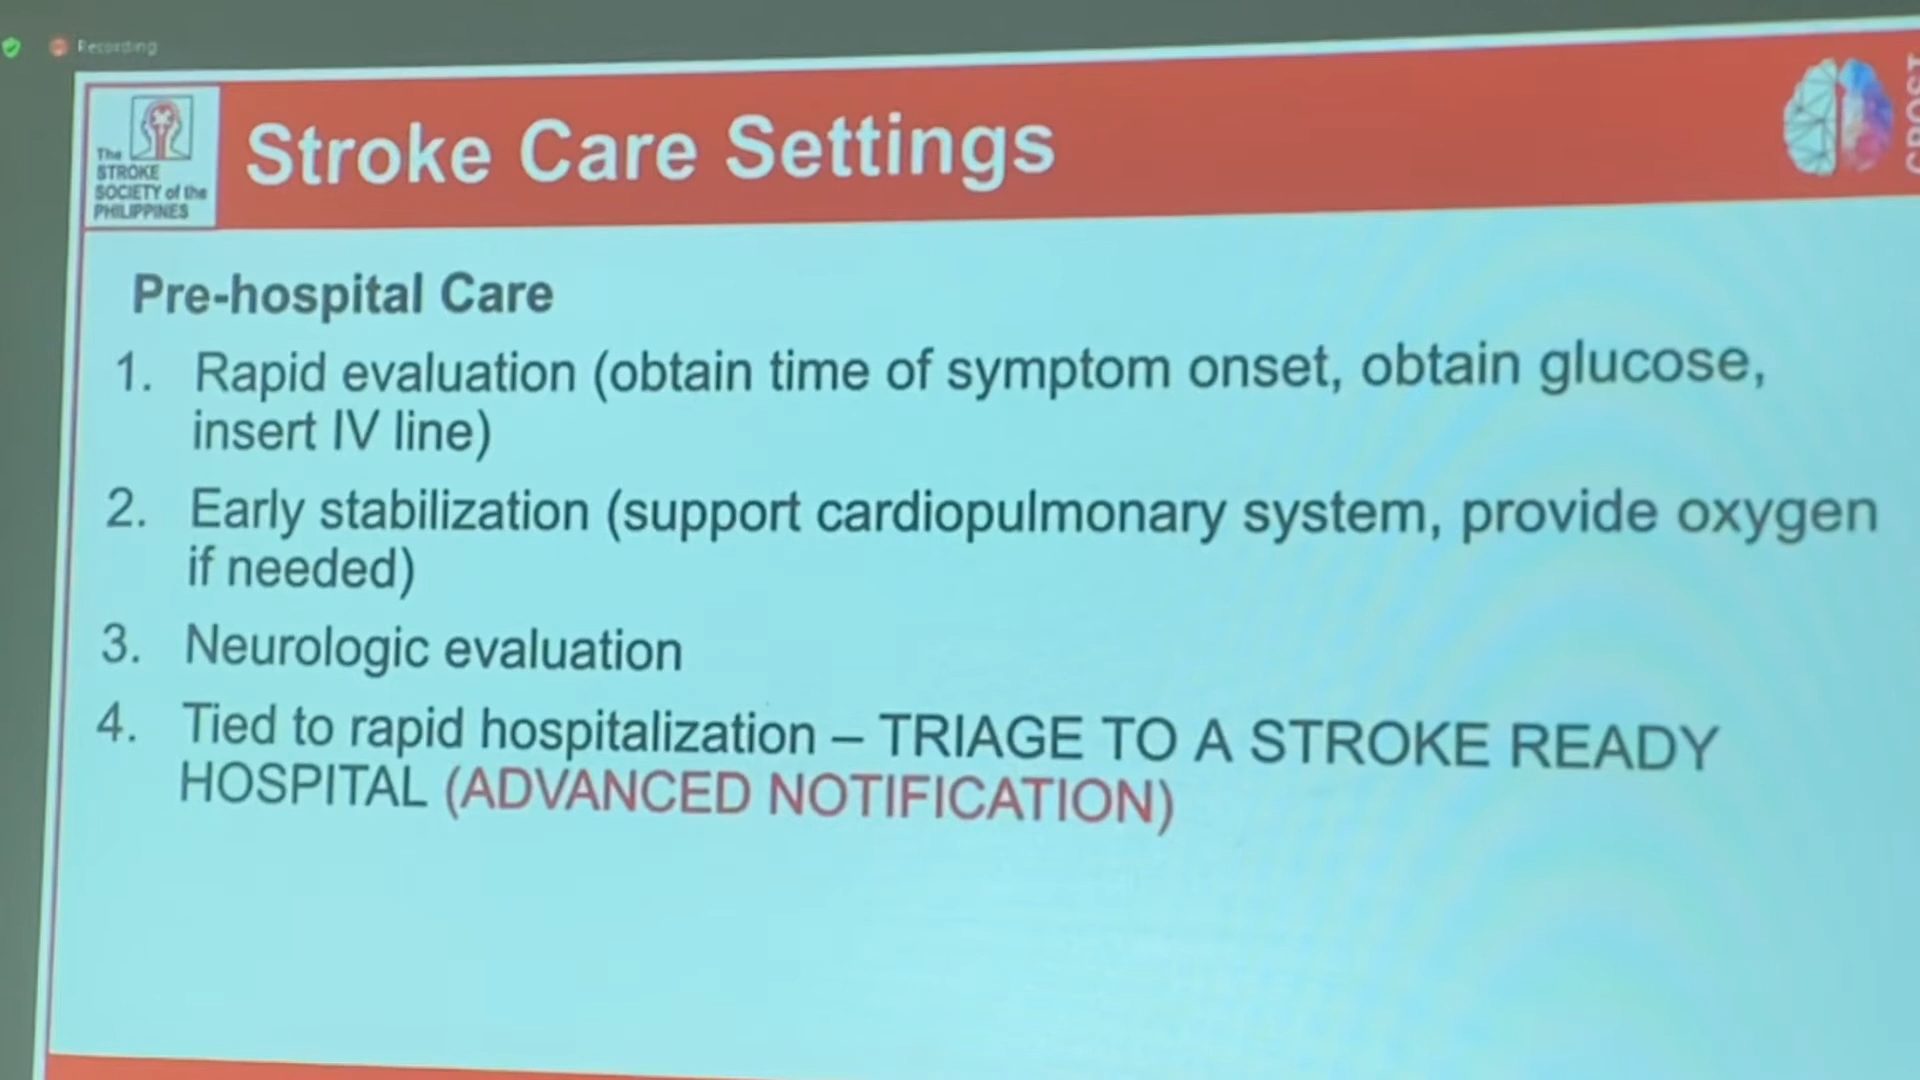 Recording
The
STROKE
SOCIETY of the
PHILIPPINES
Stroke Care Settings
Pre-hospital Care
1. Rapid evaluation (obtain time of symptom onset, obtain glucose,
insert IV line)
2. Early stabilization (support cardiopulmonary system, provide oxygen
if needed)
3. Neurologic evaluation
4. Tied to rapid hospitalization – TRIAGE TO A STROKE READY
HOSPITAL (ADVANCED NOTIFICATION)